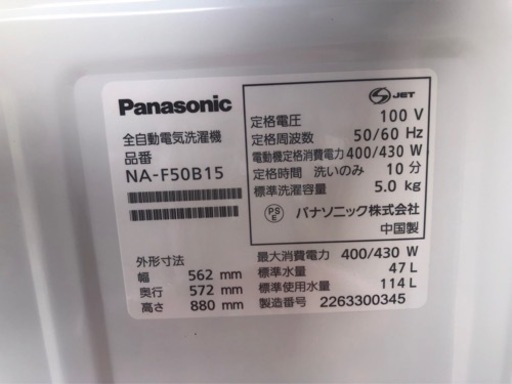 Panasonic
全自動電気洗濯機
品番
NA-F50B15
外形寸法
幅 562 mm
奥行 572 mm
高さ 880 mm
S JET
定格電圧 100 V
定格周波数 50/60 Hz
電動機定格消費電力 400/430 W
定格時間 洗いのみ 10 分
標準洗濯容量 5.0 kg
PS
E
パナソニック株式会社
中国製
最大消費電力 400/430 W
標準水量 47 L
標準使用水量 114 L
製造番号 2263300345